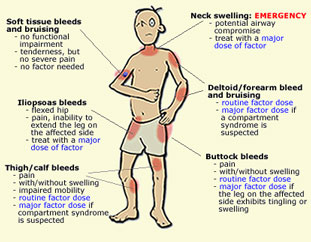 Soft tissue bleeds
and bruising
- no functional
impairment
- tenderness, but
no severe pain
- no factor needed
Neck swelling: EMERGENCY
- potential airway
compromise
- treat with a major
dose of factor
Deltoid/forearm bleed
and bruising
- routine factor dose
- major factor dose if
a compartment
syndrome is
suspected
Iliopsoas bleeds
- flexed hip
- pain, inability to
extend the leg on
the affected side
- treat with a major
dose of factor
Buttock bleeds
- pain
- with/without swelling
- routine factor dose
- major factor dose if
the leg on the affected
side exhibits tingling or
swelling
Thigh/calf bleeds
- pain
- with/without swelling
- impaired mobility
- routine factor dose
- major factor dose if
compartment syndrome
is suspected